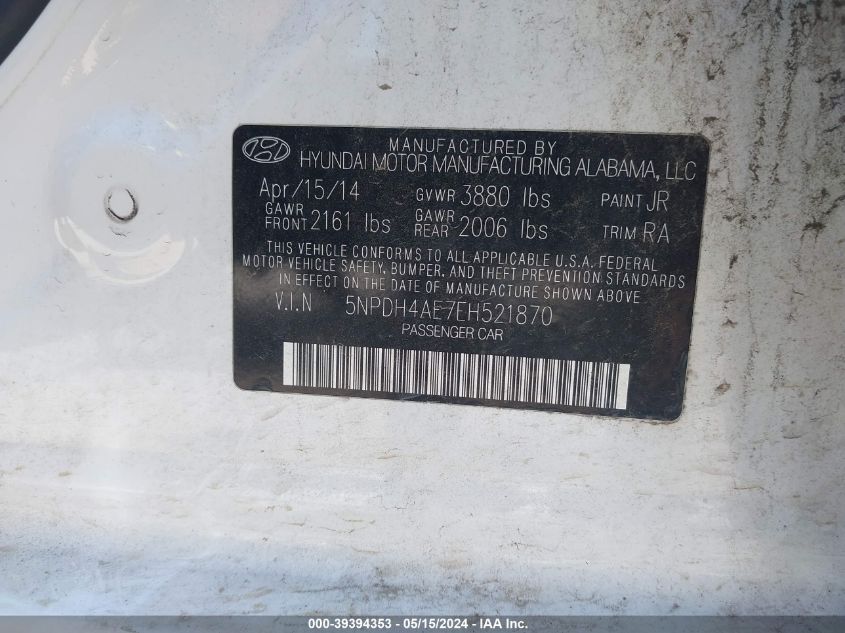 MANUFACTURED BY
HYUNDAI MOTOR MANUFACTURING ALABAMA, LLC
Apr/15/14 GVWR 3880 lbs PAINT JR
GAWR FRONT 2161 lbs GAWR REAR 2006 lbs TRIM RA
THIS VEHICLE CONFORMS TO ALL APPLICABLE U.S.A. FEDERAL
MOTOR VEHICLE SAFETY, BUMPER, AND THEFT PREVENTION STANDARDS
IN EFFECT ON THE DATE OF MANUFACTURE SHOWN ABOVE.
V.I.N 5NPDH4AE7EH521870
PASSENGER CAR
000-39394353 - 05/15/2024 - www.iaai.com